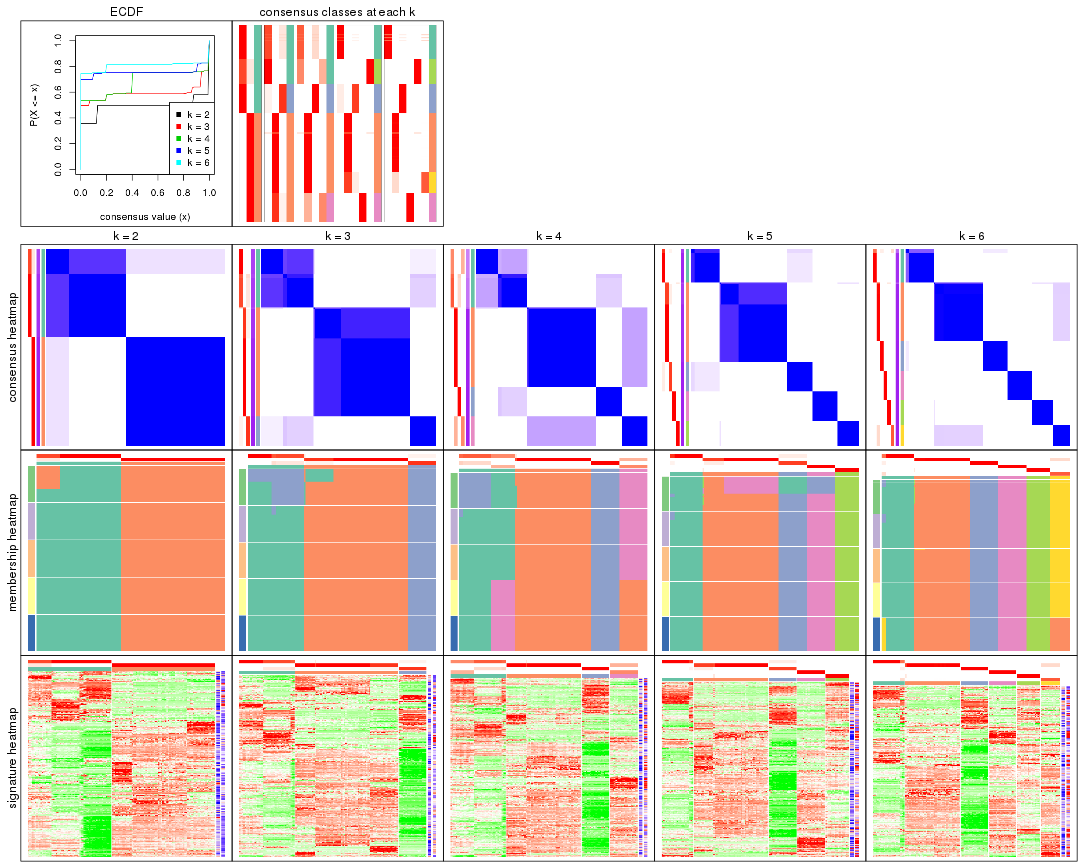 ECDF
consensus classes at each k
P(X <= x)
0.0 0.2 0.4 0.6 0.8 1.0
k = 2
k = 3
k = 4
k = 5
k = 6
0.0 0.2 0.4 0.6 0.8 1.0
consensus value (x)
k = 2
k = 3
k = 4
k = 5
k = 6
consensus heatmap
membership heatmap
signature heatmap